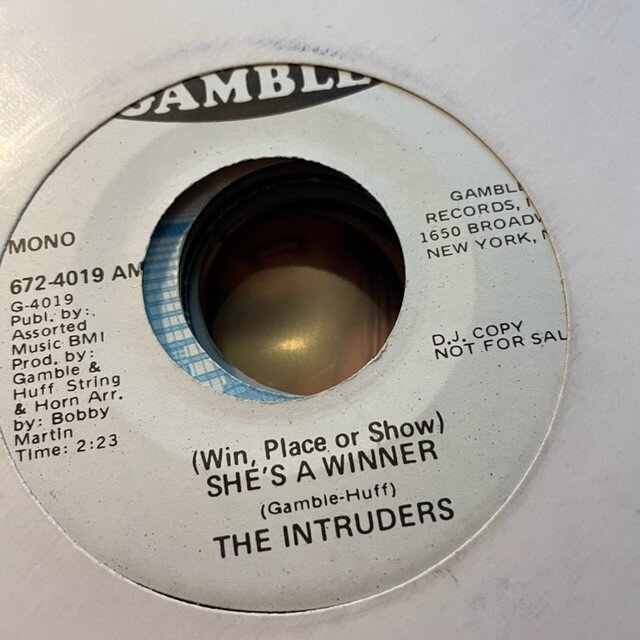 GAMBLE
MONO
672-4019 AM
G-4019
Publ. by:.
Assorted
Music BMI
Prod. by:
Gamble &
Huff String
& Horn Arr.
by: Bobby
Martin
Time: 2:23
GAMBL
RECORDS,
1650 BROADW
NEW YORK,
D.J. COPY
NOT FOR SAL
(Win, Place or Show)
SHE'S A WINNER
(Gamble-Huff)
THE INTRUDERS